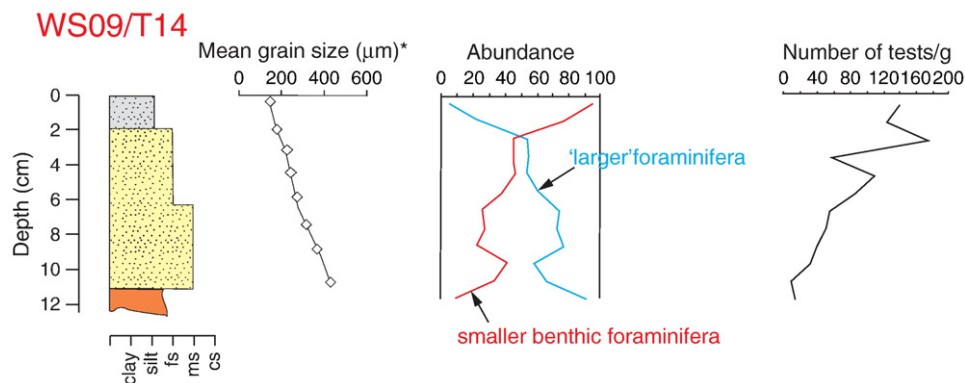 WS09/T14
Mean grain size (μm)*
0 200 400 600
Abundance
0 20 40 60 80 100
Number of tests/g
0 40 80 120 160 200
Depth (cm)
0
2
4
6
8
10
12
'larger'foraminifera
smaller benthic foraminifera
clay
silt
fs
ms
cs